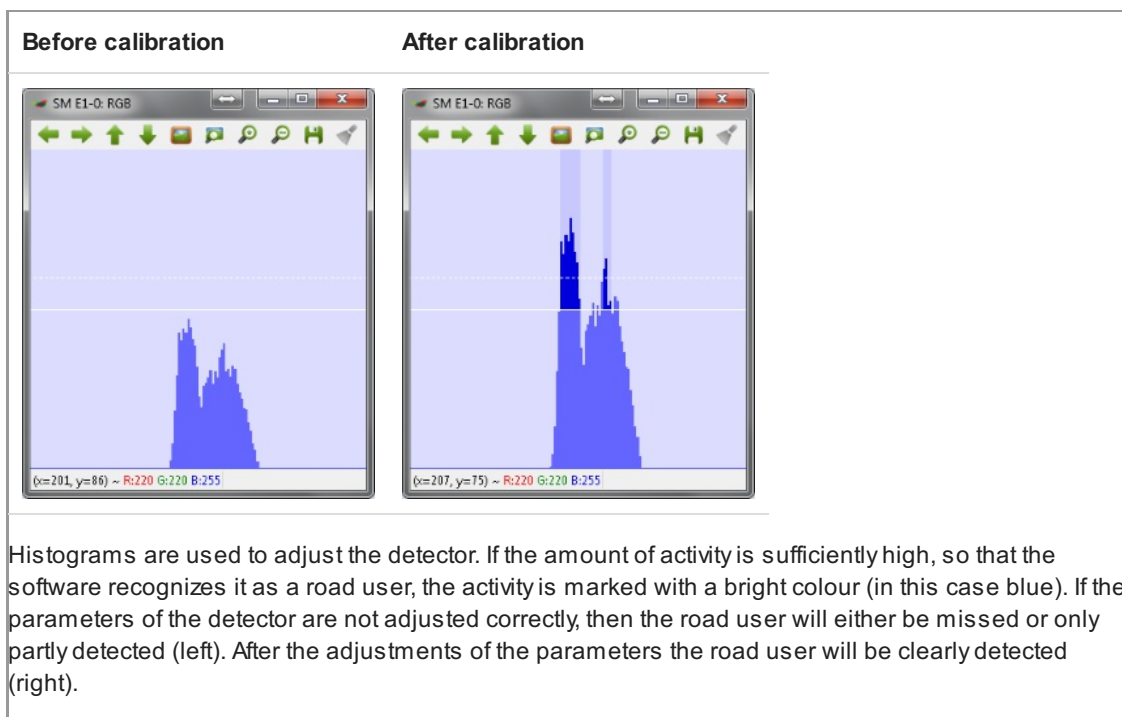 Before calibration After calibration
SM E1-0: RGB SM E1-0: RGB
(x=201, y=86) ~ R:220 G:220 B:255 (x=207, y=75) ~ R:220 G:220 B:255
Histograms are used to adjust the detector. If the amount of activity is sufficiently high, so that the
software recognizes it as a road user, the activity is marked with a bright colour (in this case blue). If the
parameters of the detector are not adjusted correctly, then the road user will either be missed or only
partly detected (left). After the adjustments of the parameters the road user will be clearly detected
(right).